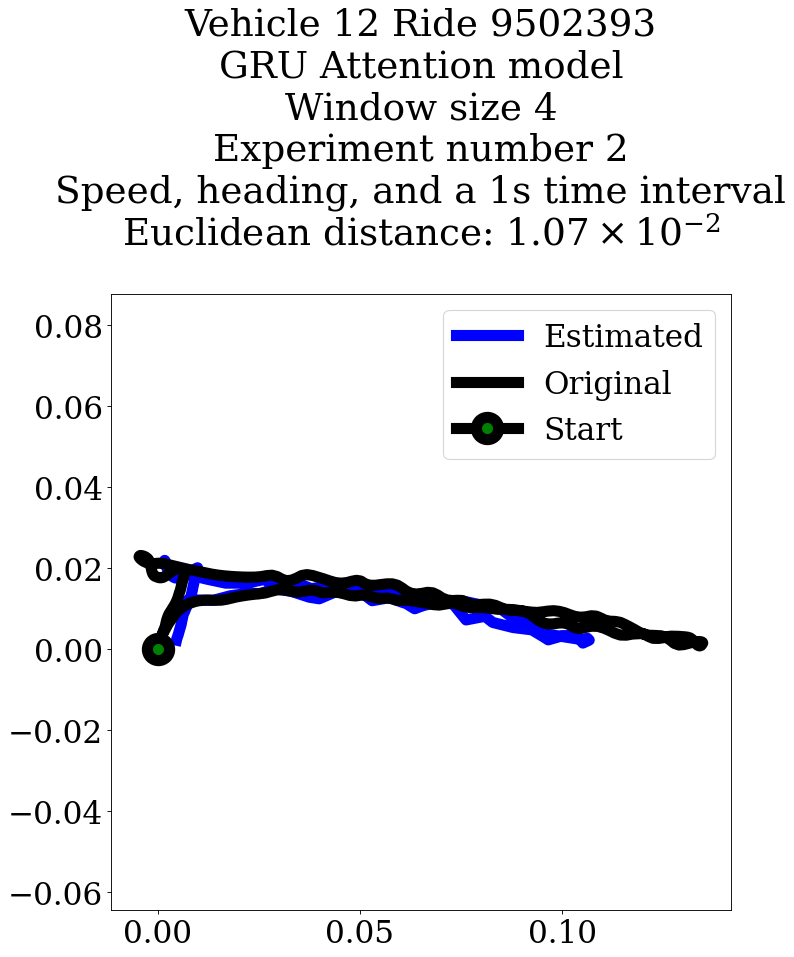 Vehicle 12 Ride 9502393
GRU Attention model
Window size 4
Experiment number 2
Speed, heading, and a 1s time interval
Euclidean distance: 1.07 × 10⁻²
Estimated
Original
Start
0.08
0.06
0.04
0.02
0.00
−0.02
−0.04
−0.06
0.00 0.05 0.10